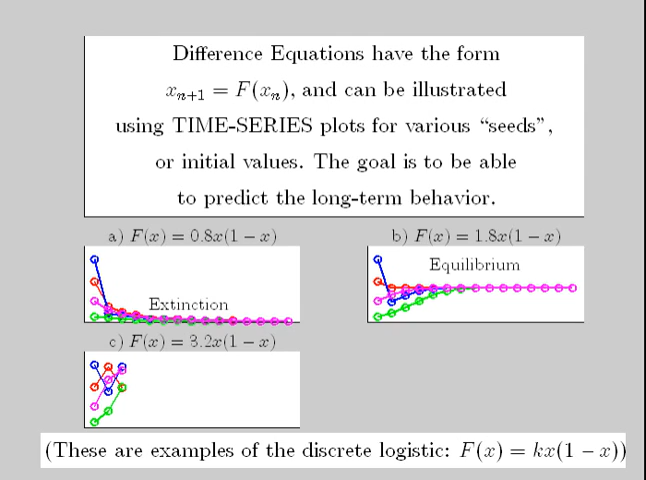 Difference Equations have the form
xₙ₊₁ = F(xₙ), and can be illustrated
using TIME-SERIES plots for various “seeds”,
or initial values. The goal is to be able
to predict the long-term behavior.
a) F(x) = 0.8x(1 − x)
b) F(x) = 1.8x(1 − x)
Equilibrium
Extinction
c) F(x) = 3.2x(1 − x)
(These are examples of the discrete logistic: F(x) = kx(1 − x))